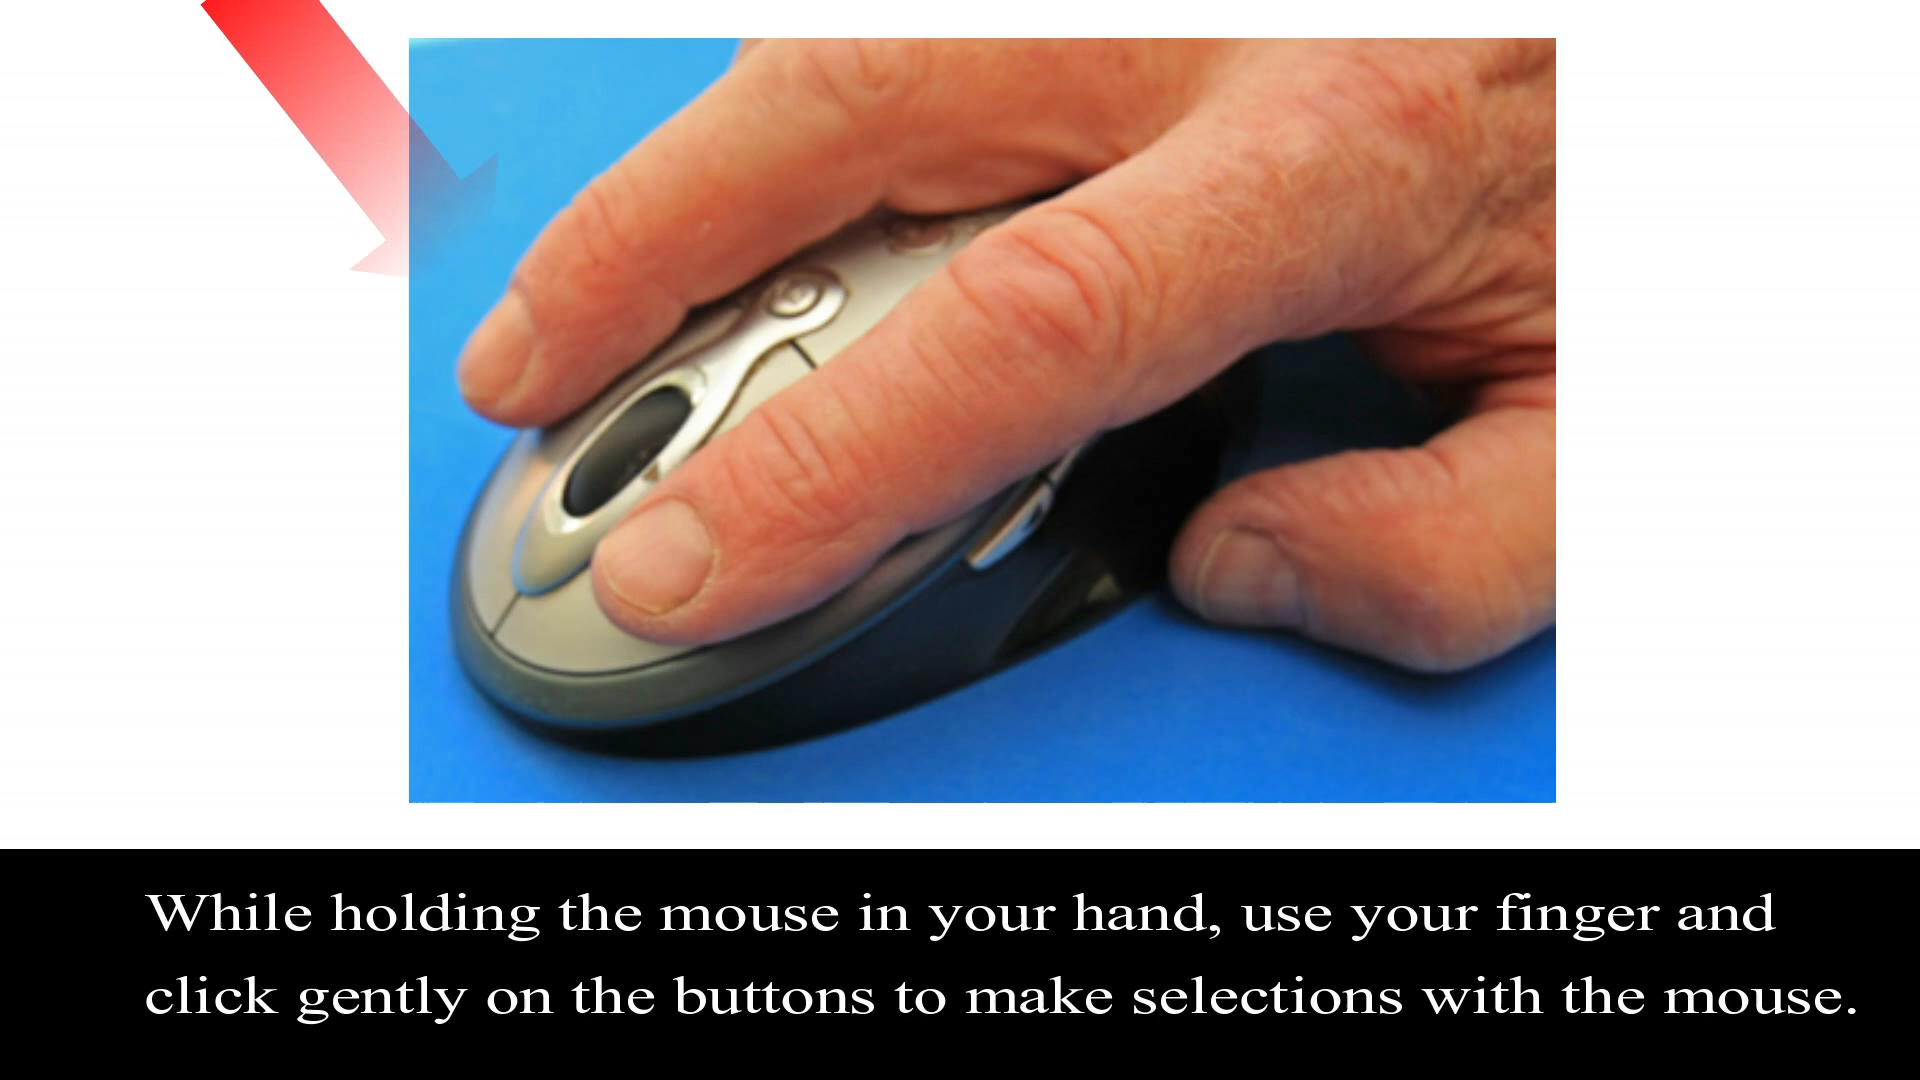 While holding the mouse in your hand, use your finger and
click gently on the buttons to make selections with the mouse.